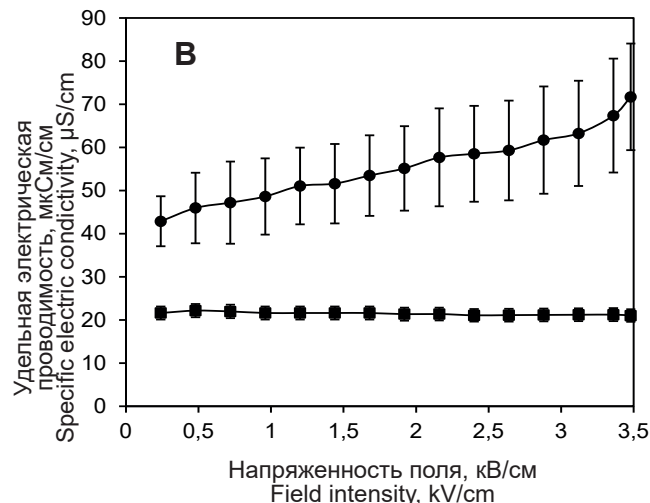 90
80
70
60
50
40
30
20
10
0
B
Удельная электрическая
проводимость, мкСм/см
Specific electric condictivity, µS/cm
0 0,5 1 1,5 2 2,5 3 3,5
Напряженность поля, кВ/см
Field intensity, kV/cm